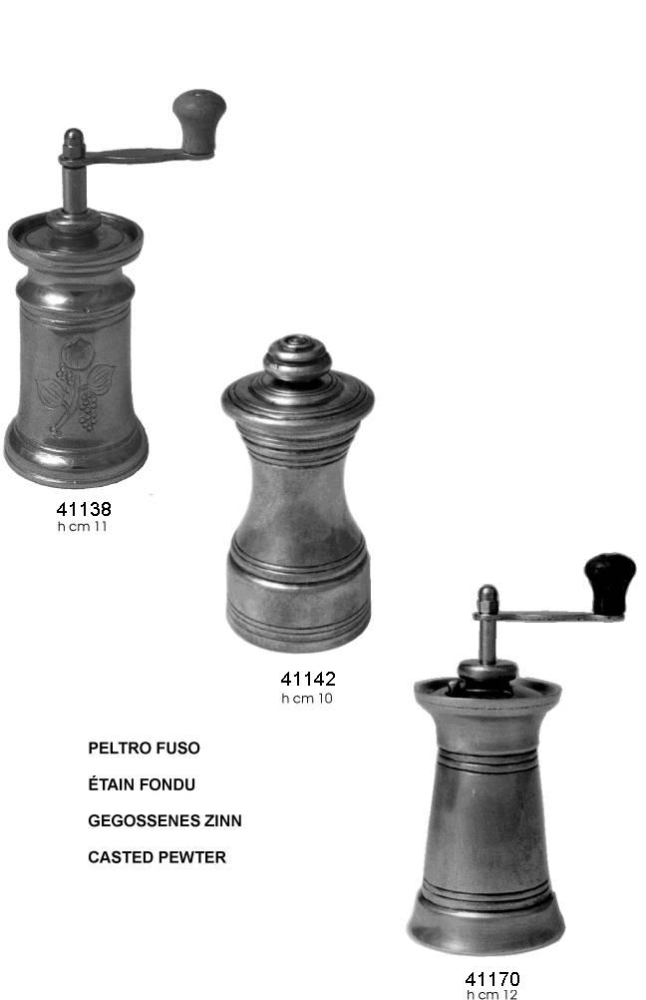 41138
h cm 11
41142
h cm 10
PELTRO FUSO
ÉTAIN FONDU
GEGOSSENES ZINN
CASTED PEWTER
41170
h cm 12